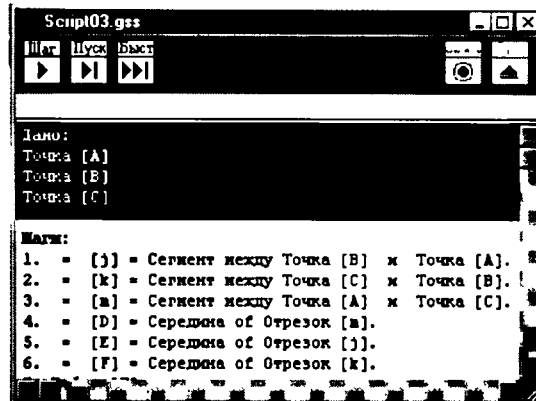 Script03.gss
Шаг Пуск Быст
Дано:
Точка [A]
Точка [B]
Точка [C]
Шаги:
1. = [j] = Сегмент между Точка [B] и Точка [A].
2. = [k] = Сегмент между Точка [C] и Точка [B].
3. = [m] = Сегмент между Точка [A] и Точка [C].
4. = [D] = Середина of Отрезок [m].
5. = [E] = Середина of Отрезок [j].
6. = [F] = Середина of Отрезок [k].